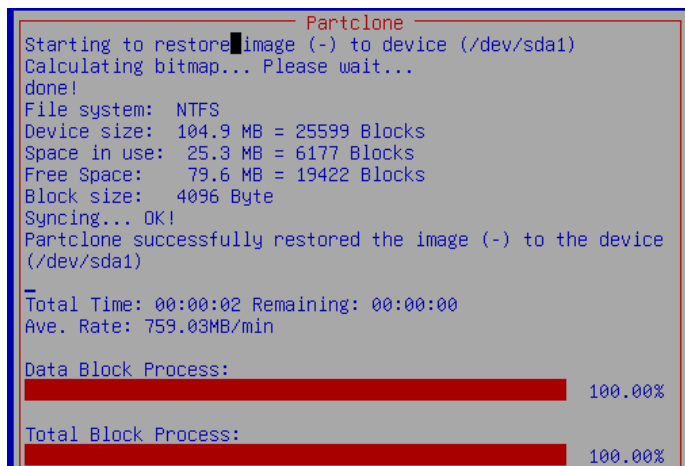 Partclone
Starting to restore image (-) to device (/dev/sda1)
Calculating bitmap... Please wait...
done!
File system:  NTFS
Device size:  104.9 MB = 25599 Blocks
Space in use:  25.3 MB = 6177 Blocks
Free Space:    79.6 MB = 19422 Blocks
Block size:   4096 Byte
Syncing... OK!
Partclone successfully restored the image (-) to the device
(/dev/sda1)
Total Time: 00:00:02 Remaining: 00:00:00
Ave. Rate: 759.03MB/min
Data Block Process:
100.00%
Total Block Process:
100.00%